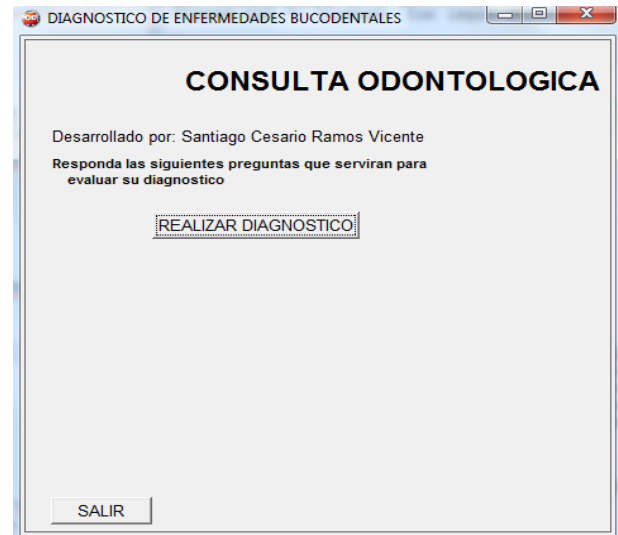 DIAGNOSTICO DE ENFERMEDADES BUCODENTALES
CONSULTA ODONTOLOGICA
Desarrollado por: Santiago Cesario Ramos Vicente
Responda las siguientes preguntas que serviran para
evaluar su diagnostico
REALIZAR DIAGNOSTICO
SALIR